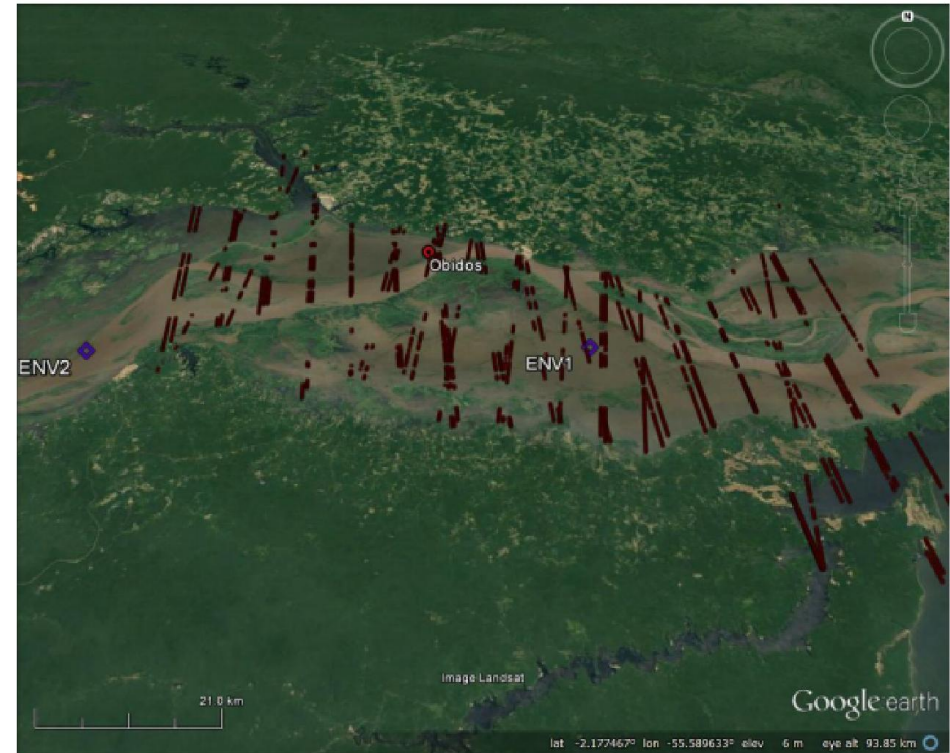 N
Obidos
ENV2
ENV1
Image Landsat
21.0 km
Google earth
lat -2.177467° lon -55.589633° elev 6 m eye alt 93.85 km